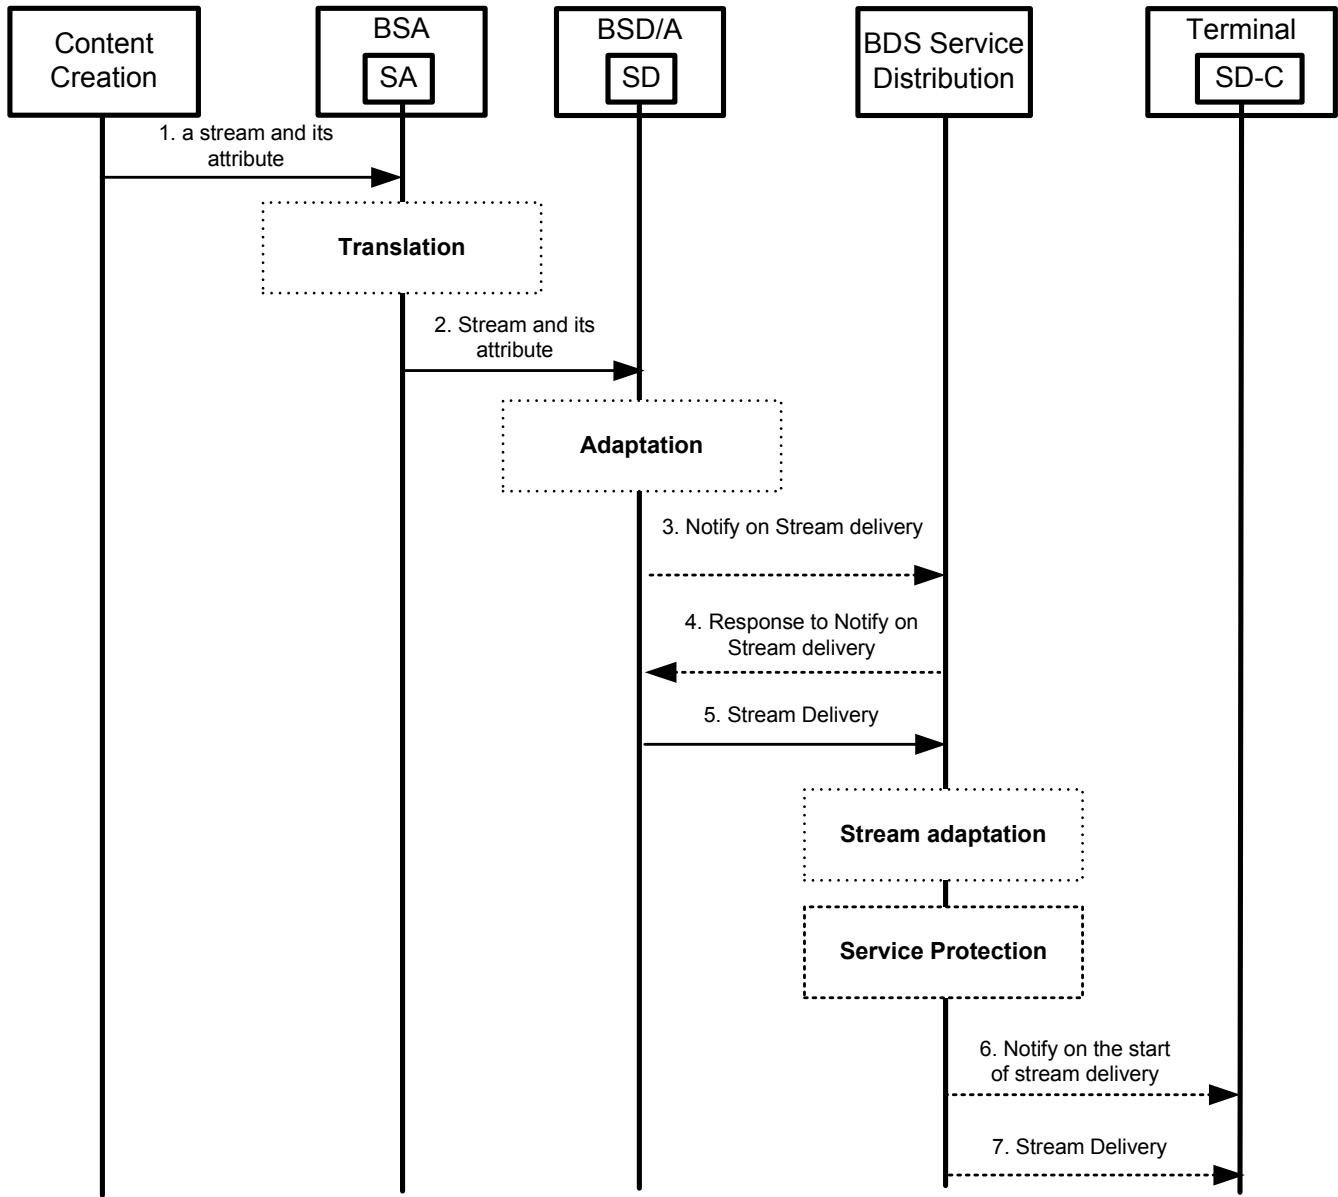 Content
Creation
BSA
SA
BSD/A
SD
BDS Service
Distribution
Terminal
SD-C
1. a stream and its
attribute
Translation
2. Stream and its
attribute
Adaptation
3. Notify on Stream delivery
4. Response to Notify on
Stream delivery
5. Stream Delivery
Stream adaptation
Service Protection
6. Notify on the start
of stream delivery
7. Stream Delivery